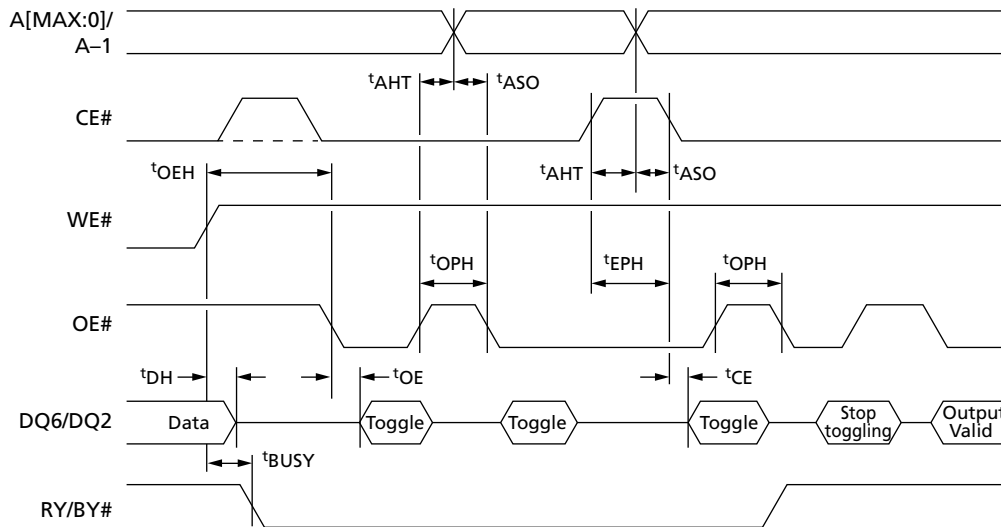 A[MAX:0]/
A–1
tAHT
tASO
CE#
tOEH
tAHT
tASO
WE#
tOPH
tEPH
tOPH
OE#
tDH
tOE
tCE
DQ6/DQ2
Data
Toggle
Toggle
Toggle
Stop
toggling
Output
Valid
tBUSY
RY/BY#